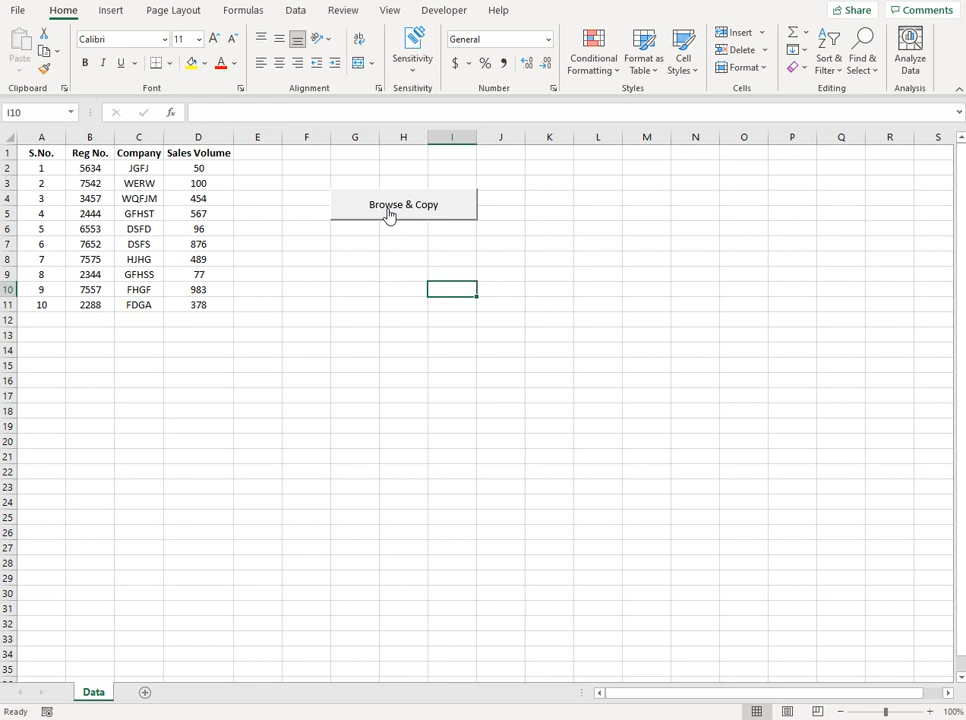 File Home Insert Page Layout Formulas Data Review View Developer Help Share Comments
Paste
Clipboard
Calibri 11 A A
B I U A
Font
ab
Alignment
Sensitivity
Sensitivity
General
$ % 9 .00
Number
Conditional Formatting
Format as Table
Cell Styles
Styles
Insert
Delete
Format
Cells
Sort & Filter
Find & Select
Editing
Analyze Data
Analysis
I10 fx
A B C D E F G H I J K L M N O P Q R S
1 S.No. Reg No. Company Sales Volume
2 1 5634 JGFJ 50
3 2 7542 WERW 100
4 3 3457 WQFJM 454
Browse & Copy
5 4 2444 GFHST 567
6 5 6553 DSFD 96
7 6 7652 DSFS 876
8 7 7575 HJHG 489
9 8 2344 GFHSS 77
10 9 7557 FHGF 983
11 10 2288 FDGA 378
12
13
14
15
16
17
18
19
20
21
22
23
24
25
26
27
28
29
30
31
32
33
34
35
Data
Ready 100%